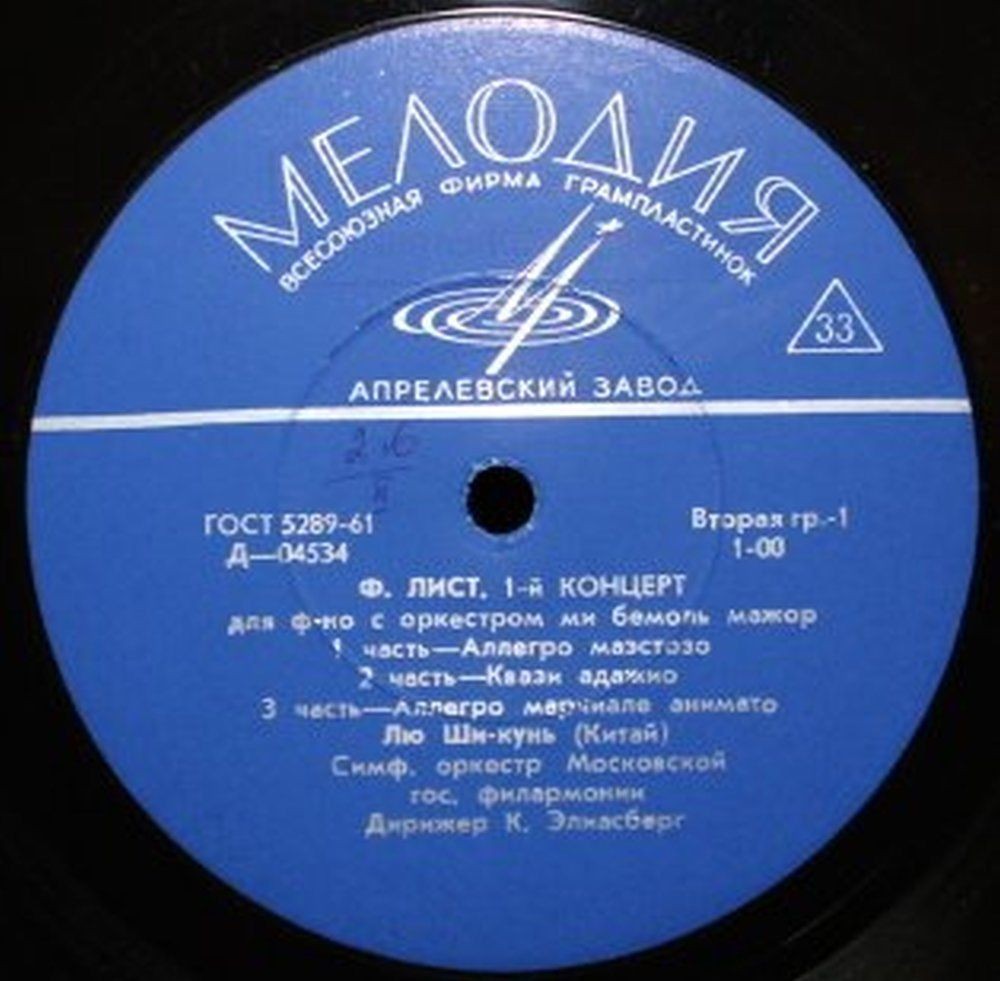 МЕЛОДИЯ
ВСЕСОЮЗНАЯ ФИРМА ГРАМПЛАСТИНОК
33
АПРЕЛЕВСКИЙ ЗАВОД
ГОСТ 5289-61
Д—04534
Вторая гр.-1
1-00
Ф. ЛИСТ. 1-й КОНЦЕРТ
для ф-но с оркестром ми бемоль мажор
1 часть—Аллегро маэстозо
2 часть—Квази адажио
3 часть—Аллегро марчиале анимато
Лю Ши-кунь (Китай)
Симф. оркестр Московской
гос. филармонии
Дирижер К. Элиасберг